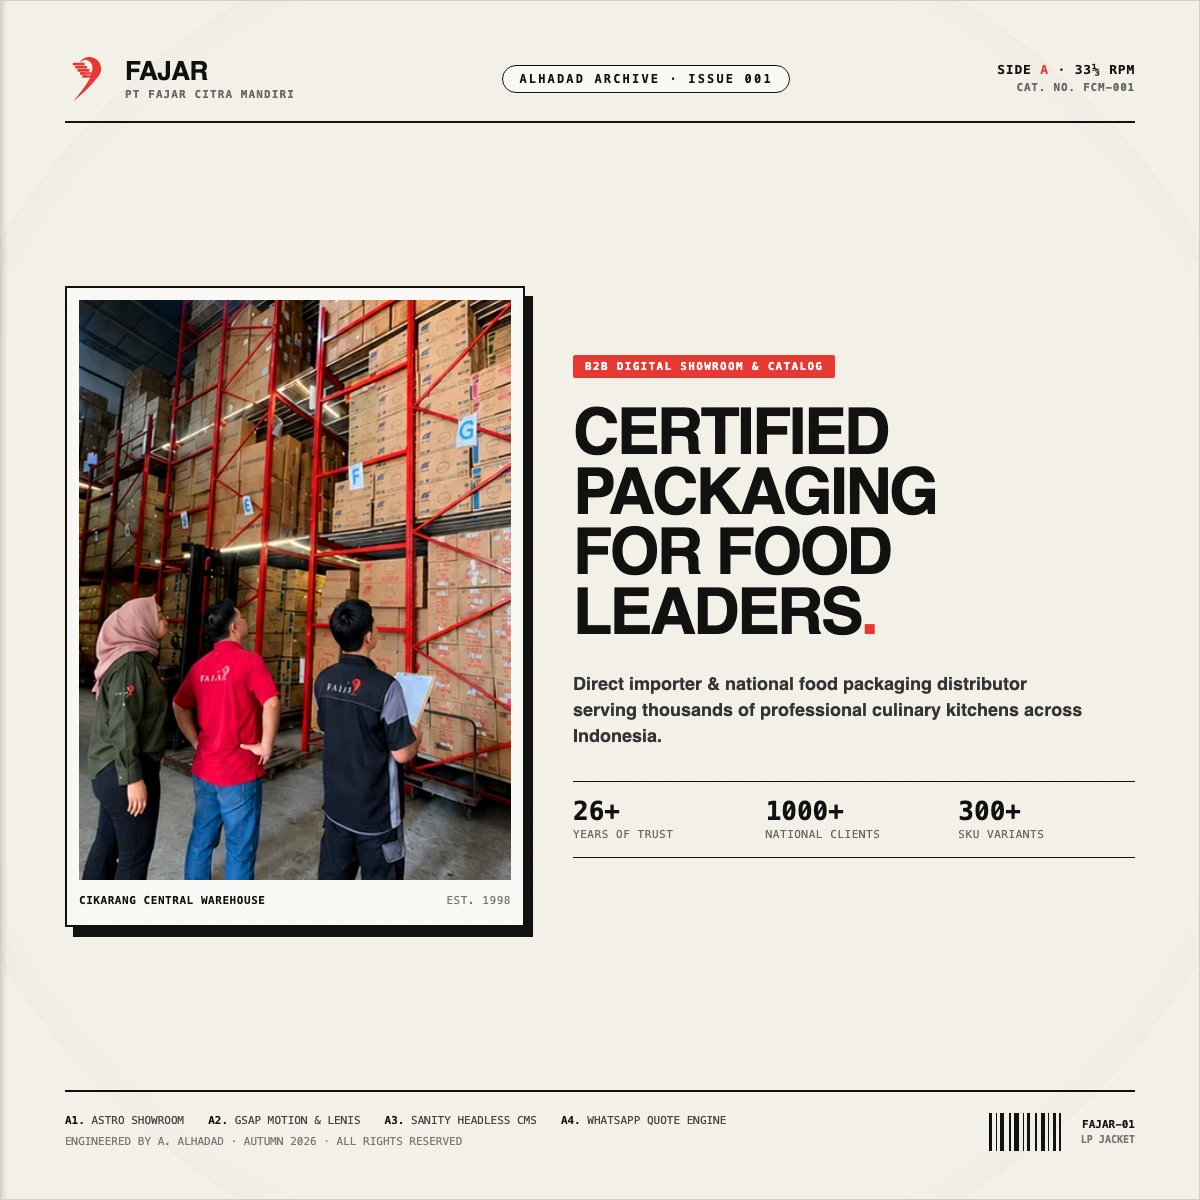 FAJAR
PT FAJAR CITRA MANDIRI
ALHADAD ARCHIVE · ISSUE 001
SIDE A · 33⅓ RPM
CAT. NO. FCM–001
G
F
E
FAJAR
FAJAR
CIKARANG CENTRAL WAREHOUSE
EST. 1998
B2B DIGITAL SHOWROOM & CATALOG
CERTIFIED
PACKAGING
FOR FOOD
LEADERS.
Direct importer & national food packaging distributor
serving thousands of professional culinary kitchens across
Indonesia.
26+
YEARS OF TRUST
1000+
NATIONAL CLIENTS
300+
SKU VARIANTS
A1. ASTRO SHOWROOM A2. GSAP MOTION & LENIS A3. SANITY HEADLESS CMS A4. WHATSAPP QUOTE ENGINE
ENGINEERED BY A. ALHADAD · AUTUMN 2026 · ALL RIGHTS RESERVED
FAJAR–01
LP JACKET